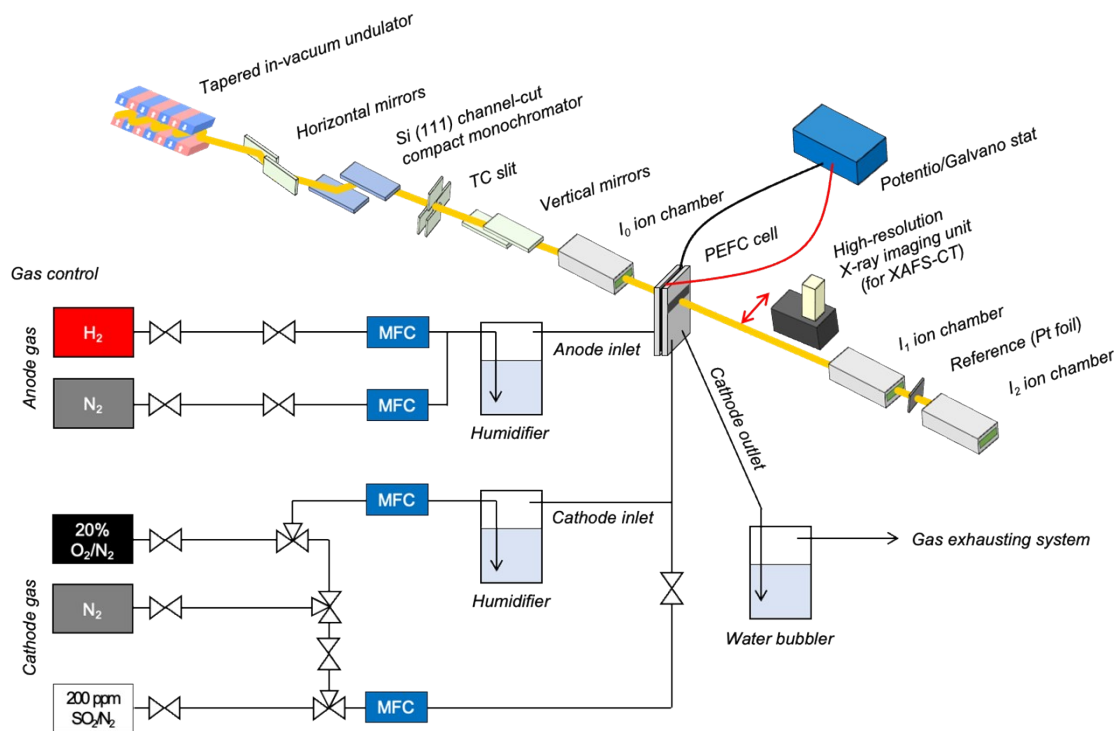 Tapered in-vacuum undulator
Horizontal mirrors
Si (111) channel-cut
compact monochromator
TC slit
Vertical mirrors
I0 ion chamber
PEFC cell
Potentio/Galvano stat
High-resolution
X-ray imaging unit
(for XAFS-CT)
I1 ion chamber
Reference (Pt foil)
I2 ion chamber
Gas control
Anode gas
H2
MFC
Anode inlet
N2
MFC
Humidifier
Cathode outlet
Cathode gas
MFC
Cathode inlet
20%
O2/N2
N2
Humidifier
Gas exhausting system
Water bubbler
200 ppm
SO2/N2
MFC